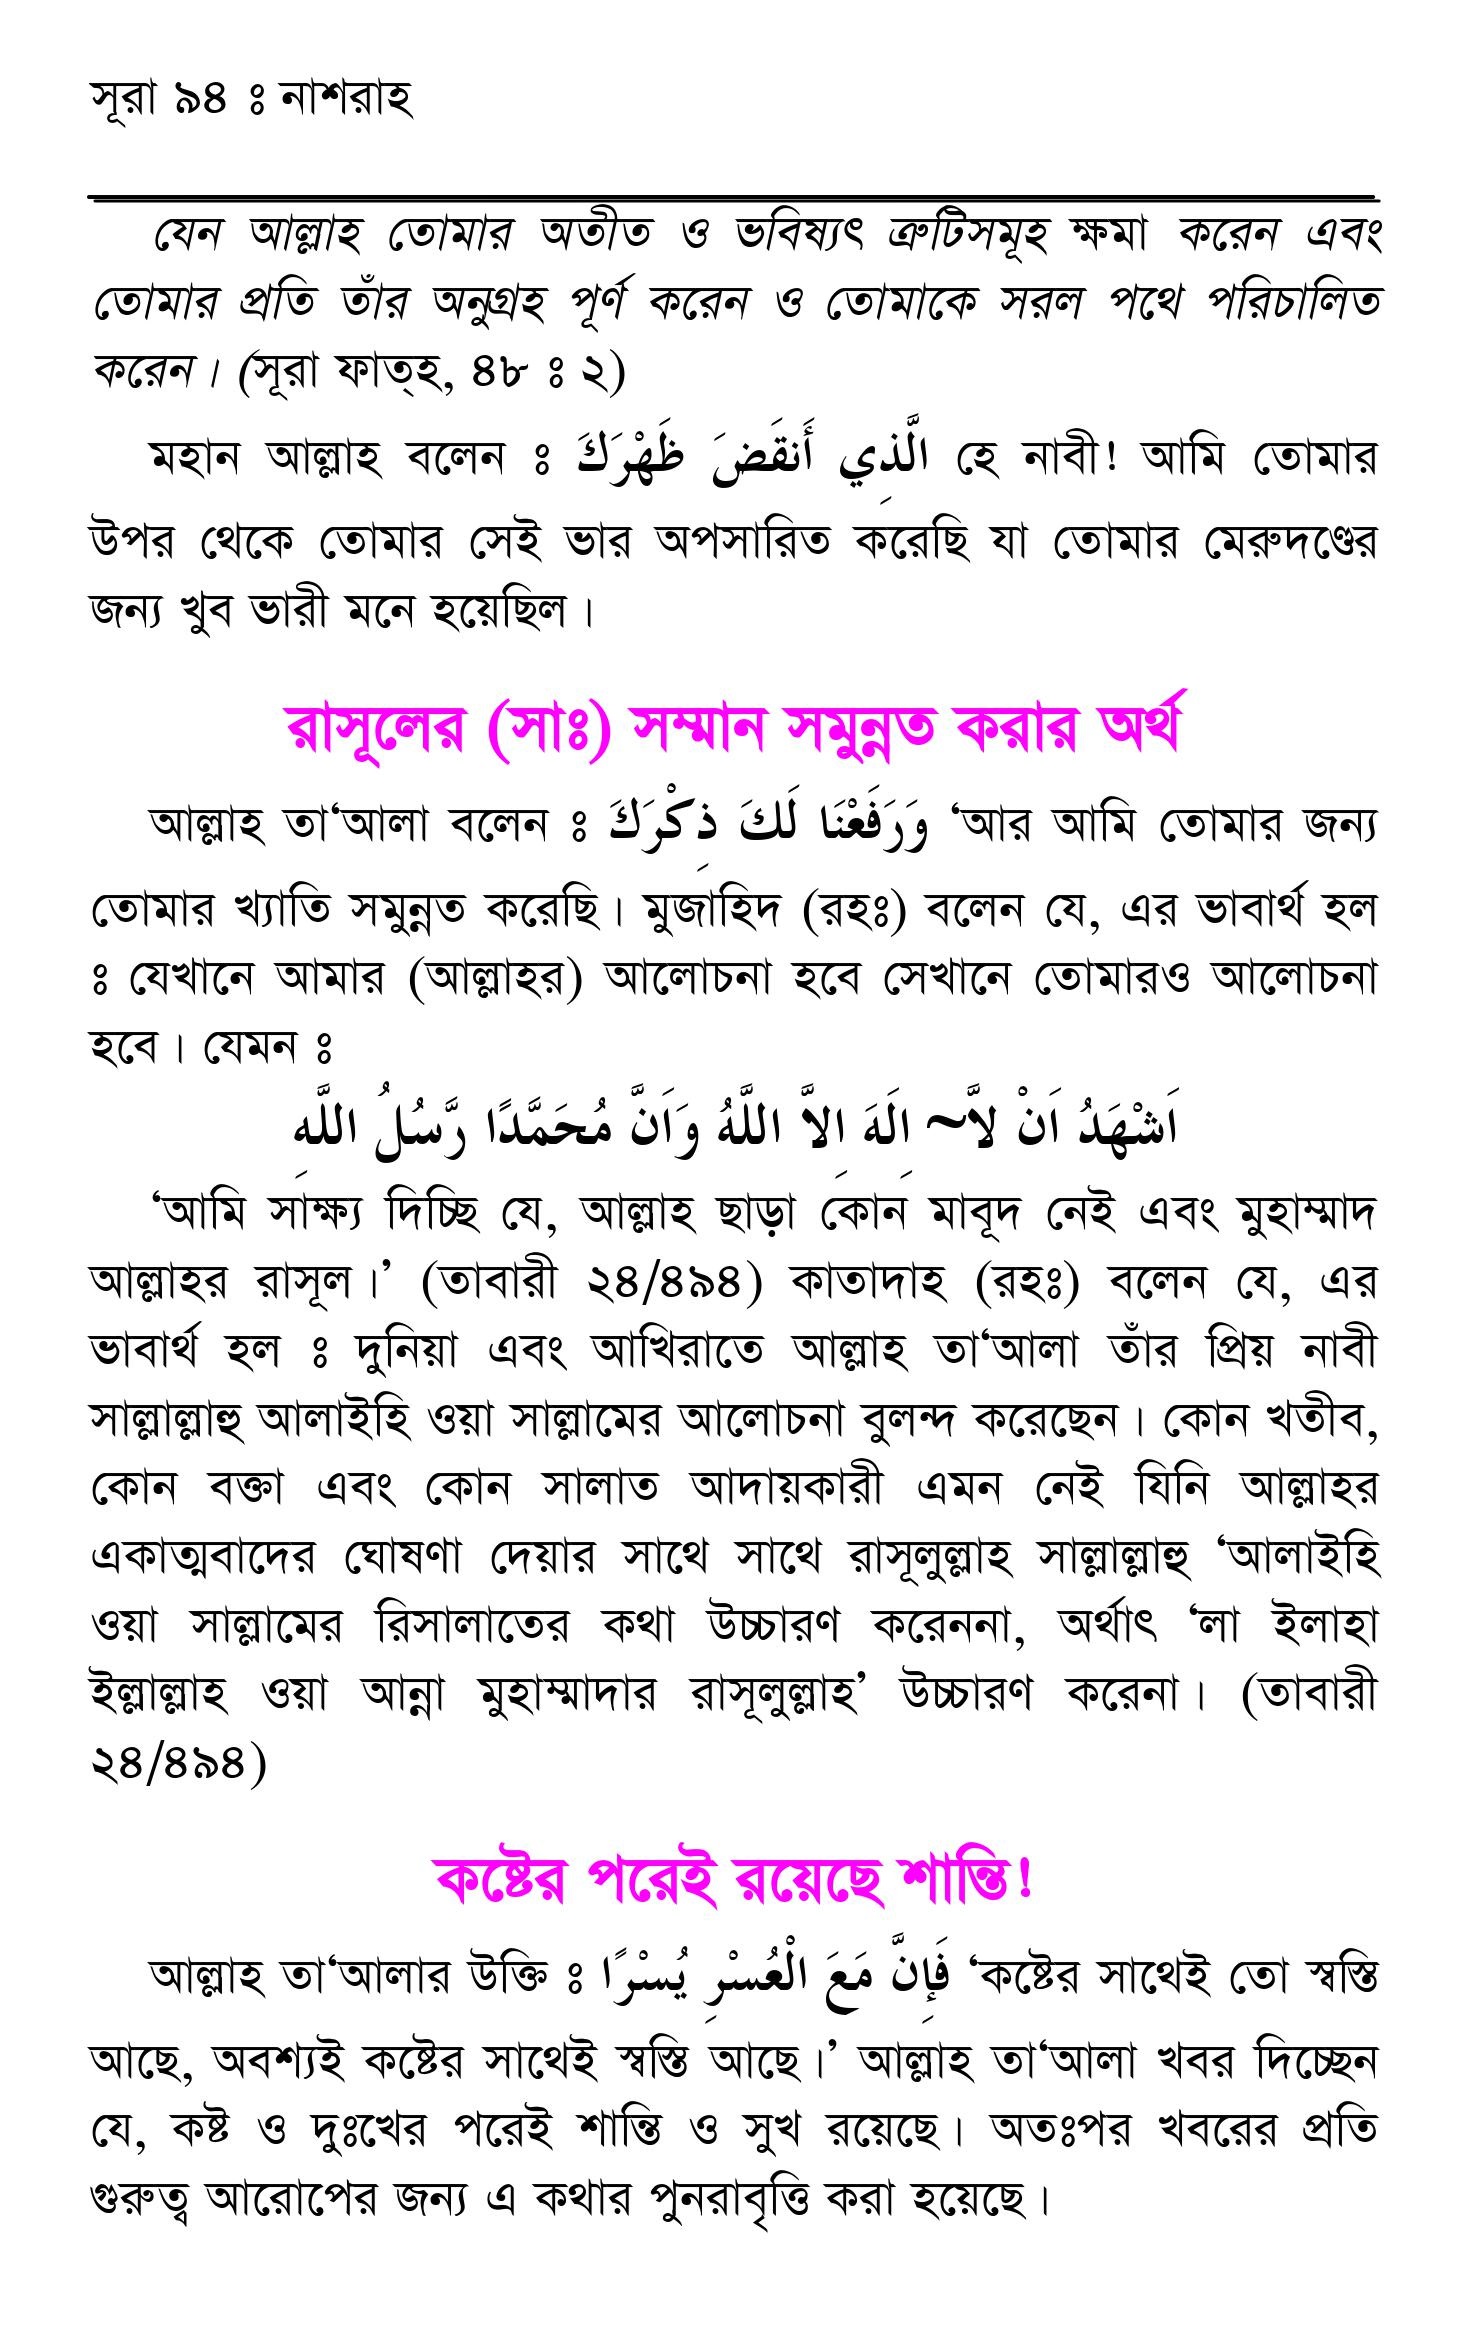 সূরা ৯৪ ঃ নাশরাহ
যেন আল্লাহ তোমার অতীত ও ভবিষ্যৎ ত্রুটিসমূহ ক্ষমা করেন এবং
তোমার প্রতি তাঁর অনুগ্রহ পূর্ণ করেন ও তোমাকে সরল পথে পরিচালিত
করেন। (সূরা ফাত্হ, ৪৮ ঃ ২)
মহান আল্লাহ বলেন ঃ الَّذِي أَنقَضَ ظَهْرَكَ হে নাবী! আমি তোমার
উপর থেকে তোমার সেই ভার অপসারিত করেছি যা তোমার মেরুদণ্ডের
জন্য খুব ভারী মনে হয়েছিল।
রাসূলের (সাঃ) সম্মান সমুন্নত করার অর্থ
আল্লাহ তা‘আলা বলেন ঃ وَرَفَعْنَا لَكَ ذِكْرَكَ ‘আর আমি তোমার জন্য
তোমার খ্যাতি সমুন্নত করেছি। মুজাহিদ (রহঃ) বলেন যে, এর ভাবার্থ হল
ঃ যেখানে আমার (আল্লাহর) আলোচনা হবে সেখানে তোমারও আলোচনা
হবে। যেমন ঃ
اَشْهَدُ اَنْ لاَّ~ اِلَهَ اِلاَّ اللَّهُ وَاَنَّ مُحَمَّدًا رَّسُلُ اللَّهِ
‘আমি সাক্ষ্য দিচ্ছি যে, আল্লাহ ছাড়া কোন মাবূদ নেই এবং মুহাম্মাদ
আল্লাহর রাসূল।’ (তাবারী ২৪/৪৯৪) কাতাদাহ (রহঃ) বলেন যে, এর
ভাবার্থ হল ঃ দুনিয়া এবং আখিরাতে আল্লাহ তা‘আলা তাঁর প্রিয় নাবী
সাল্লাল্লাহু আলাইহি ওয়া সাল্লামের আলোচনা বুলন্দ করেছেন। কোন খতীব,
কোন বক্তা এবং কোন সালাত আদায়কারী এমন নেই যিনি আল্লাহর
একাত্মবাদের ঘোষণা দেয়ার সাথে সাথে রাসূলুল্লাহ সাল্লাল্লাহু ‘আলাইহি
ওয়া সাল্লামের রিসালাতের কথা উচ্চারণ করেননা, অর্থাৎ ‘লা ইলাহা
ইল্লাল্লাহ ওয়া আন্না মুহাম্মাদার রাসূলুল্লাহ’ উচ্চারণ করেনা। (তাবারী
২৪/৪৯৪)
কষ্টের পরেই রয়েছে শান্তি!
আল্লাহ তা‘আলার উক্তি ঃ فَإِنَّ مَعَ الْعُسْرِ يُسْرًا ‘কষ্টের সাথেই তো স্বস্তি
আছে, অবশ্যই কষ্টের সাথেই স্বস্তি আছে।’ আল্লাহ তা‘আলা খবর দিচ্ছেন
যে, কষ্ট ও দুঃখের পরেই শান্তি ও সুখ রয়েছে। অতঃপর খবরের প্রতি
গুরুত্ব আরোপের জন্য এ কথার পুনরাবৃত্তি করা হয়েছে।